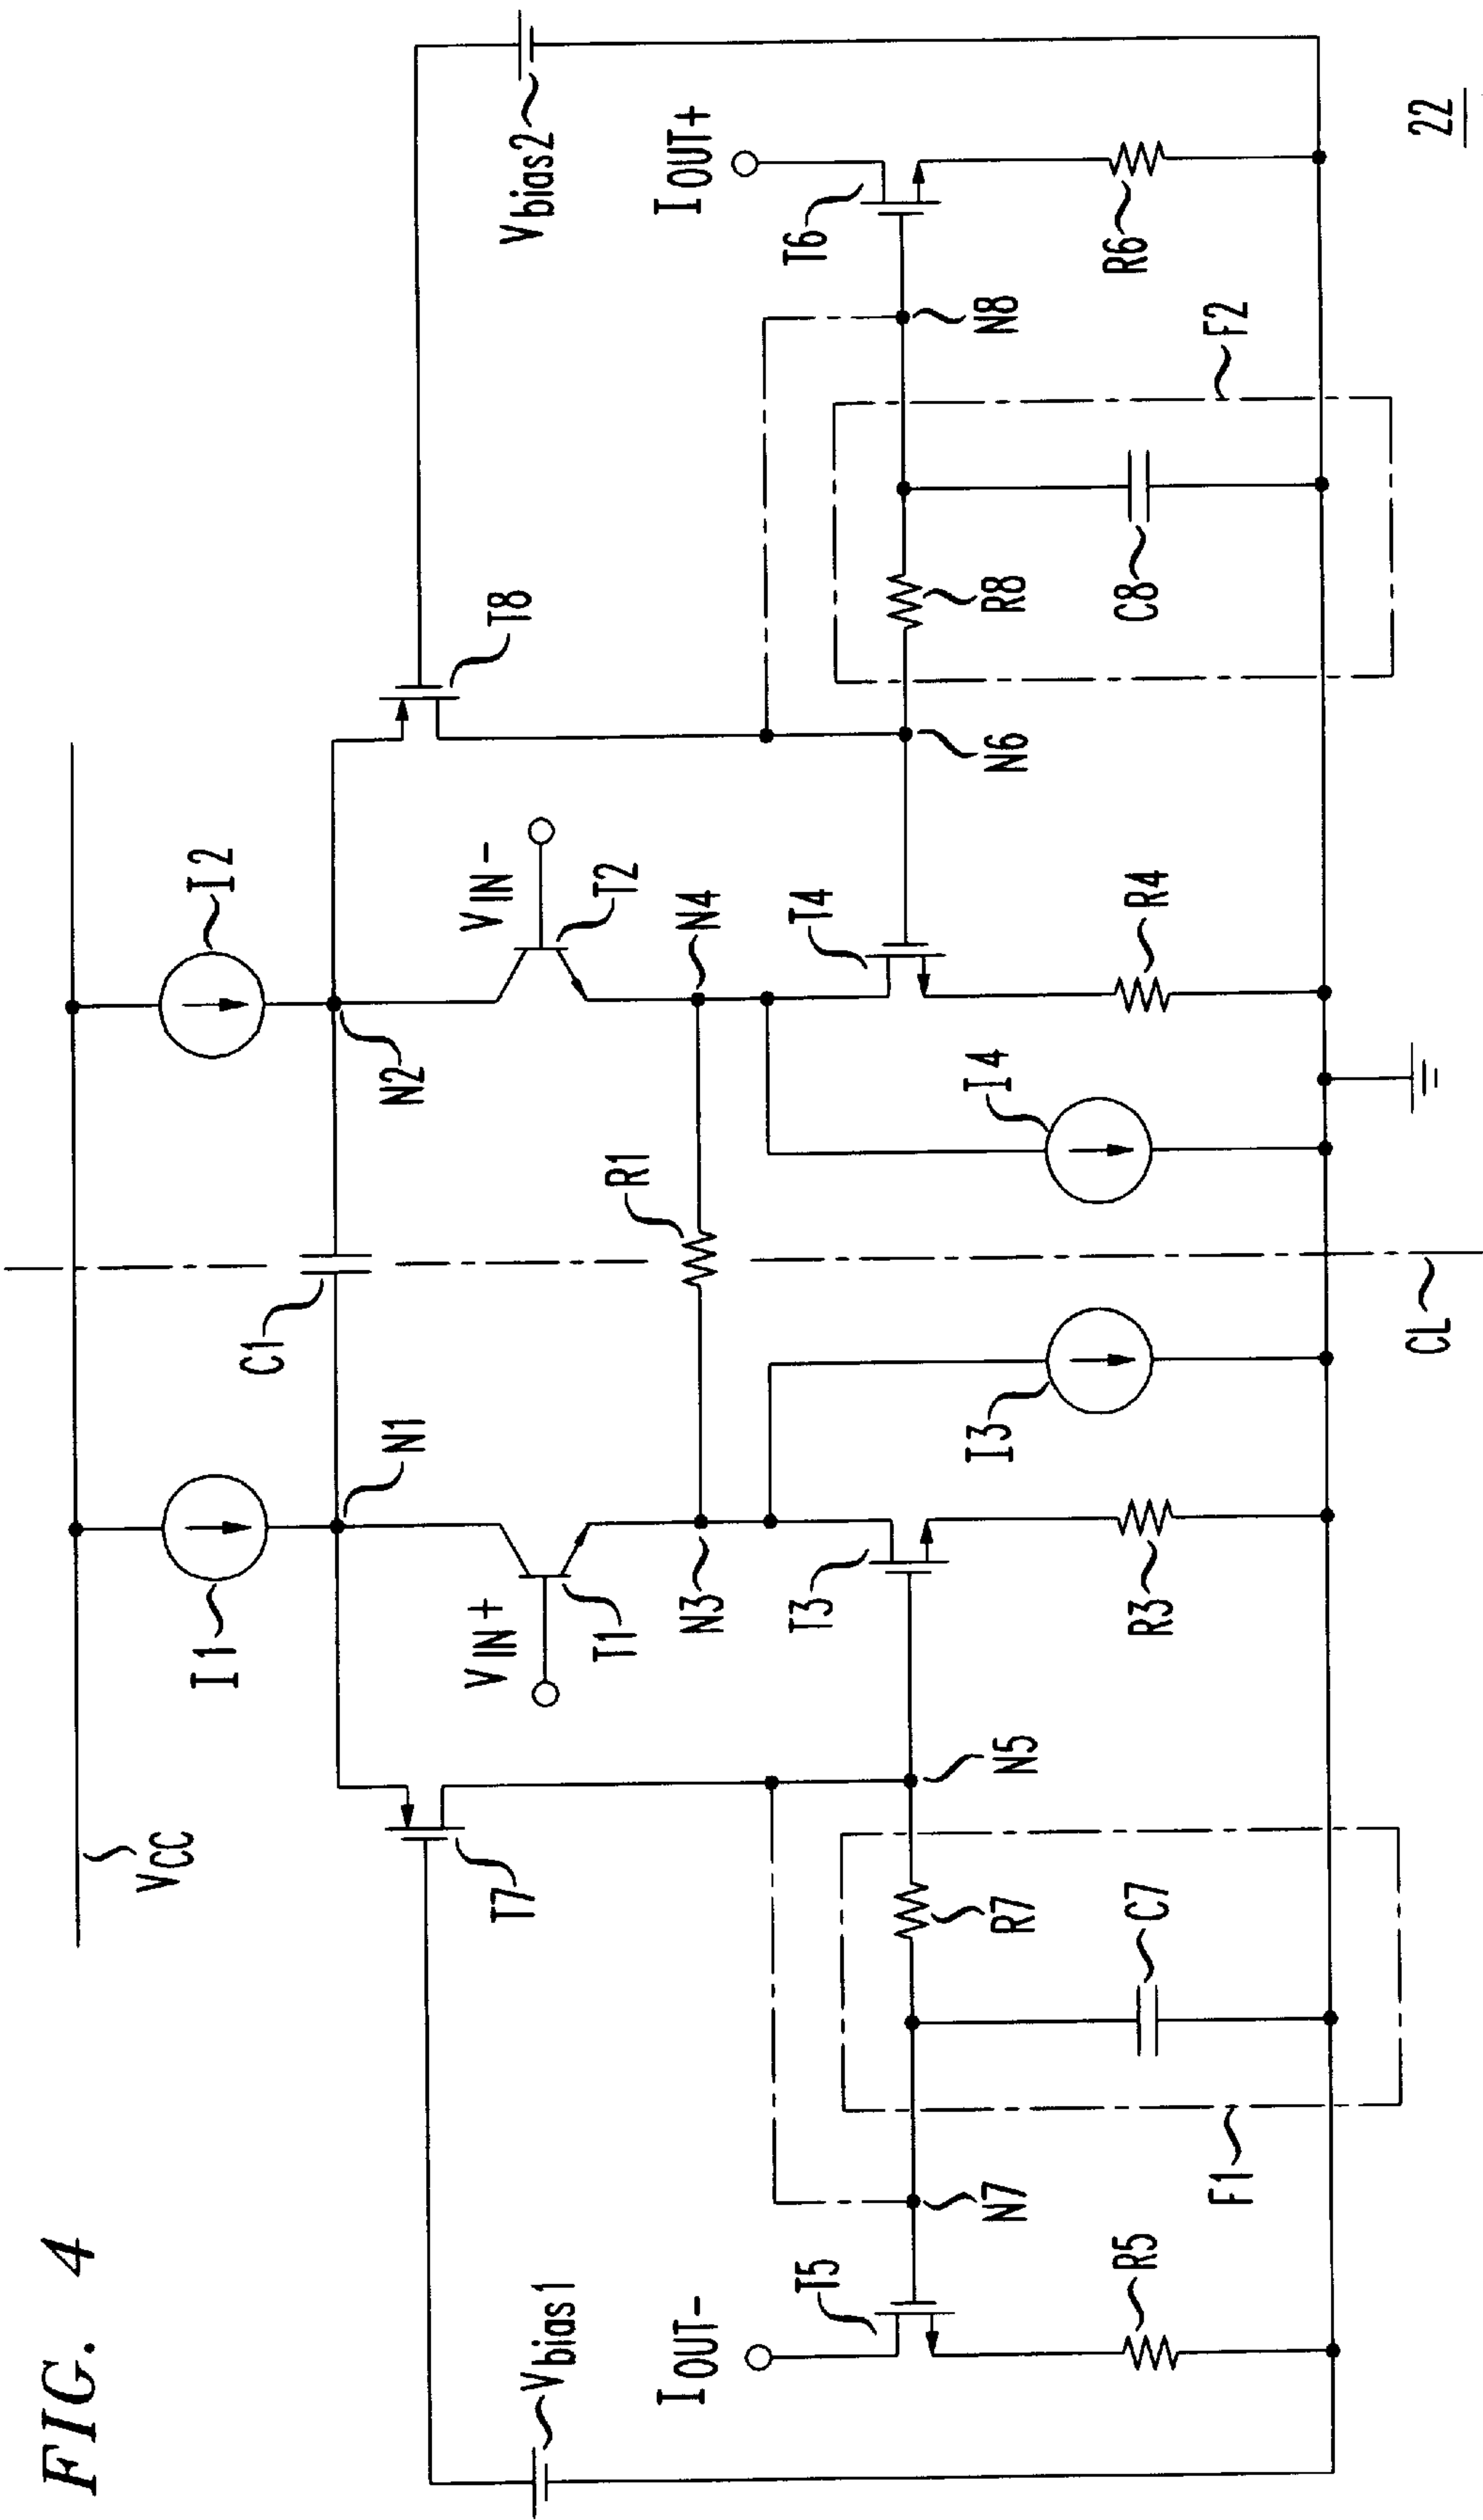 FIG. 4
VCC
I1
I2
C1
N1
N2
T7
T8
Vbias1
Vbias2
VIN+
T1
VIN-
T2
R1
N3
N4
IOUT-
IOUT+
T5
T3
T4
T6
N7
N5
N6
N8
R7
R8
I3
I4
R5
C7
R3
R4
C8
R6
F1
F2
CL
22